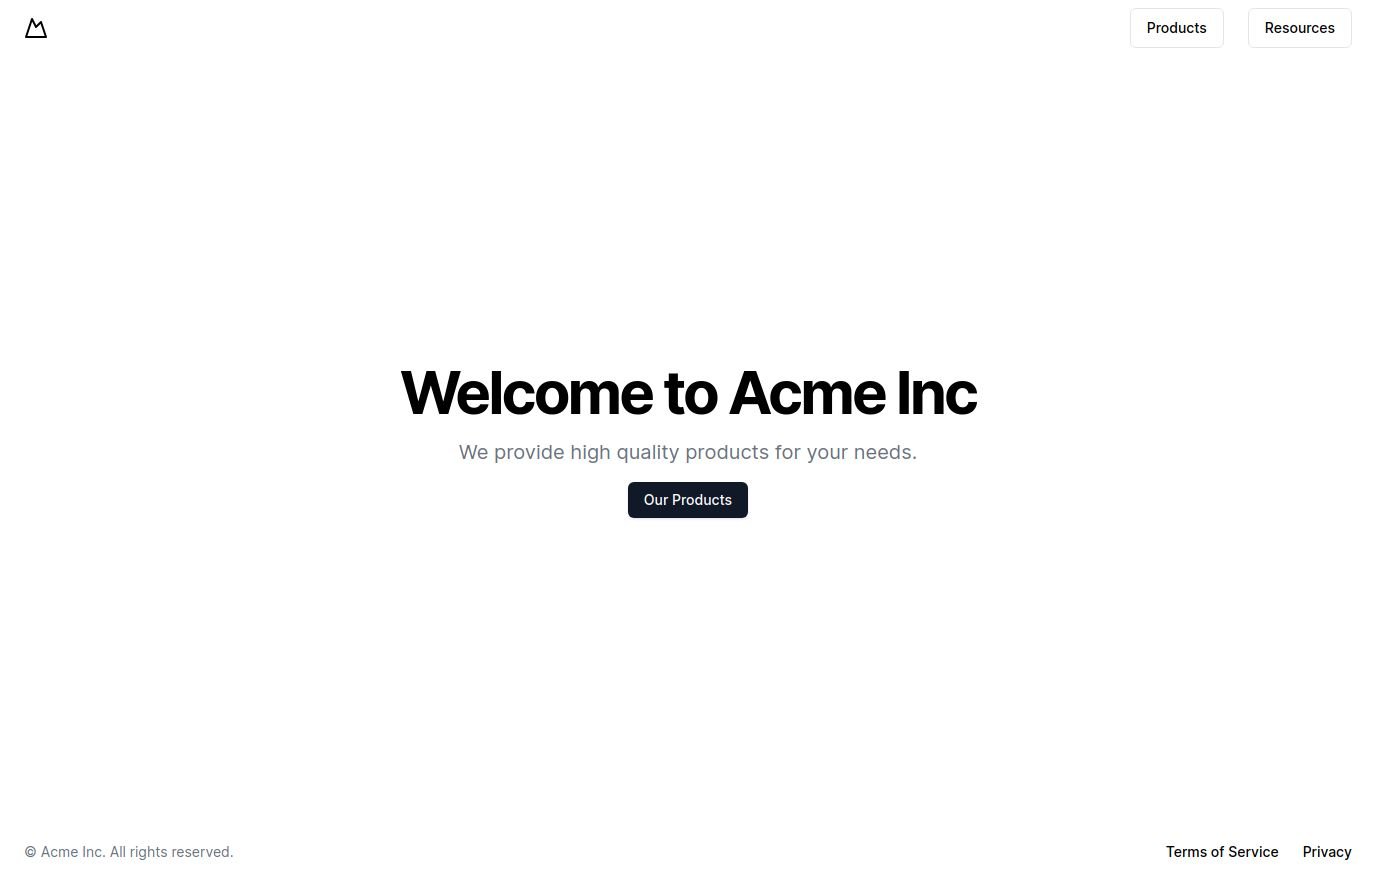 Products
Resources
Welcome to Acme Inc
We provide high quality products for your needs.
Our Products
© Acme Inc. All rights reserved.
Terms of Service
Privacy